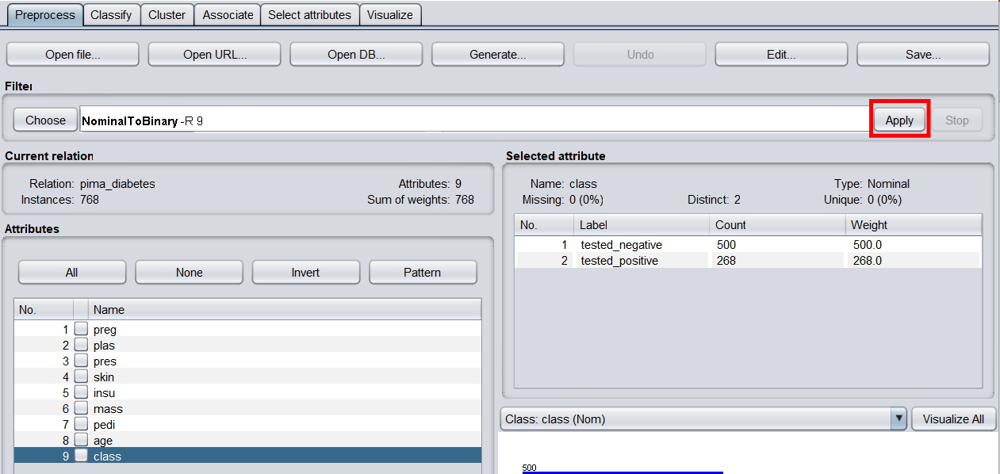 Preprocess Classify Cluster Associate Select attributes Visualize
Open file... Open URL... Open DB... Generate... Undo Edit... Save...
Filter
Choose NominalToBinary -R 9 Apply Stop
Current relation
Relation: pima_diabetes Attributes: 9
Instances: 768 Sum of weights: 768
Attributes
All None Invert Pattern
No. Name
1 preg
2 plas
3 pres
4 skin
5 insu
6 mass
7 pedi
8 age
9 class
Selected attribute
Name: class Type: Nominal
Missing: 0 (0%) Distinct: 2 Unique: 0 (0%)
No. Label Count Weight
1 tested_negative 500 500.0
2 tested_positive 268 268.0
Class: class (Nom) Visualize All
500